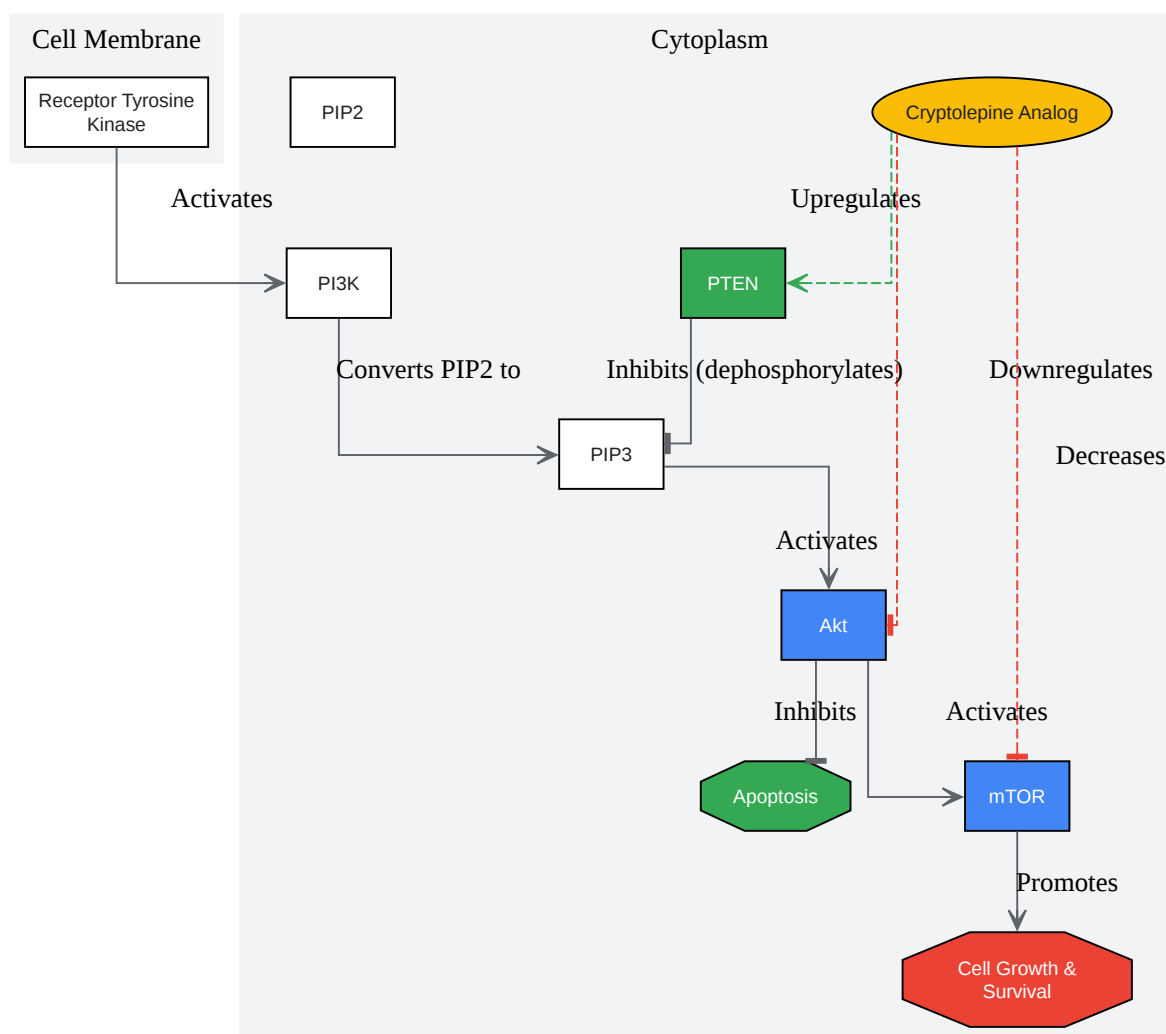 Cell Membrane
Cytoplasm
Receptor Tyrosine
Kinase
PIP2
Cryptolepine Analog
Activates
Upregulates
PI3K
PTEN
Converts PIP2 to
Inhibits (dephosphorylates)
Downregulates
PIP3
Decreases
Activates
Akt
Inhibits
Activates
Apoptosis
mTOR
Promotes
Cell Growth &
Survival